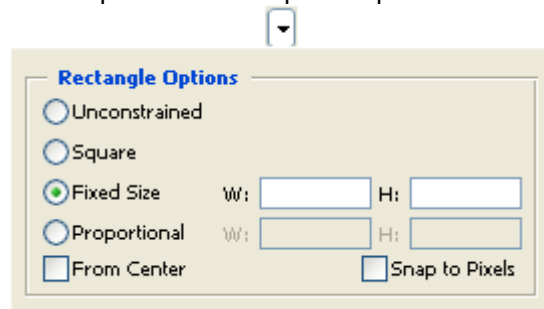 Rectangle Options
Unconstrained
Square
Fixed Size W: H:
Proportional W: H:
From Center Snap to Pixels